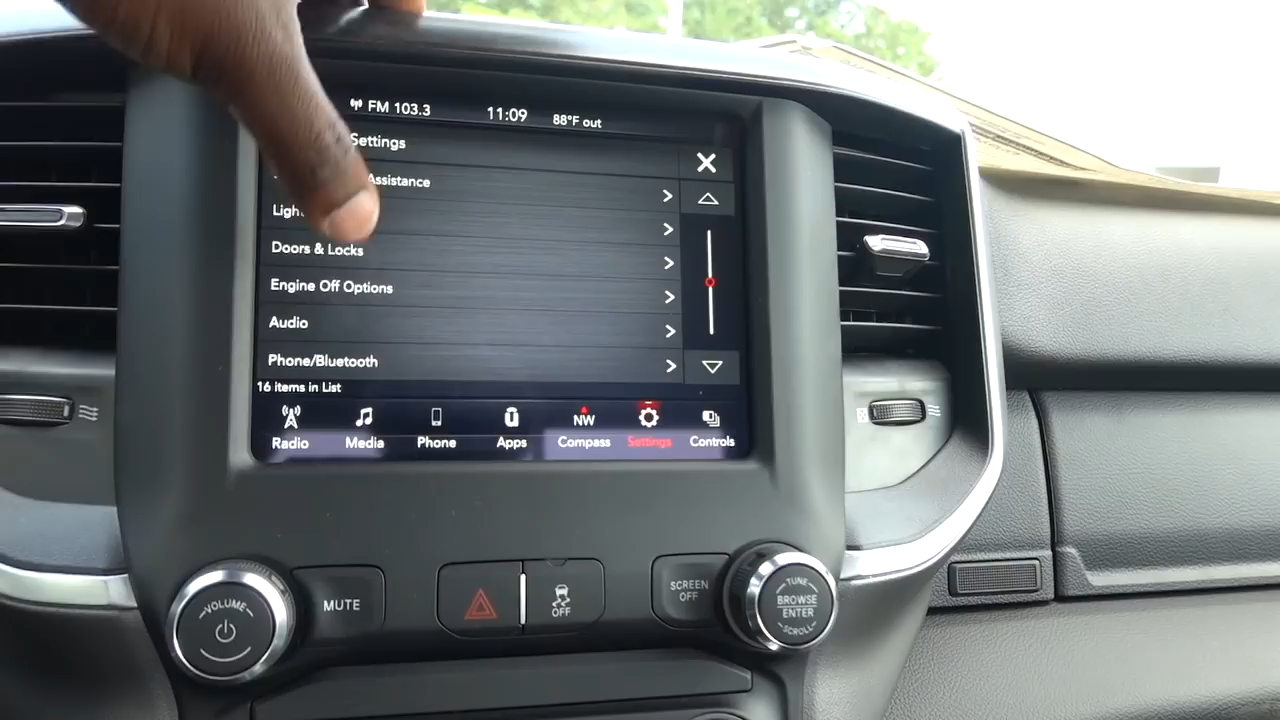 FM 103.3 11:09 88°F out
Settings
Assistance
Light
Doors & Locks
Engine Off Options
Audio
Phone/Bluetooth
16 items in List
NW
Radio Media Phone Apps Compass Settings Controls
VOLUME
MUTE
OFF
SCREEN
OFF
TUNE
BROWSE
ENTER
SCROLL